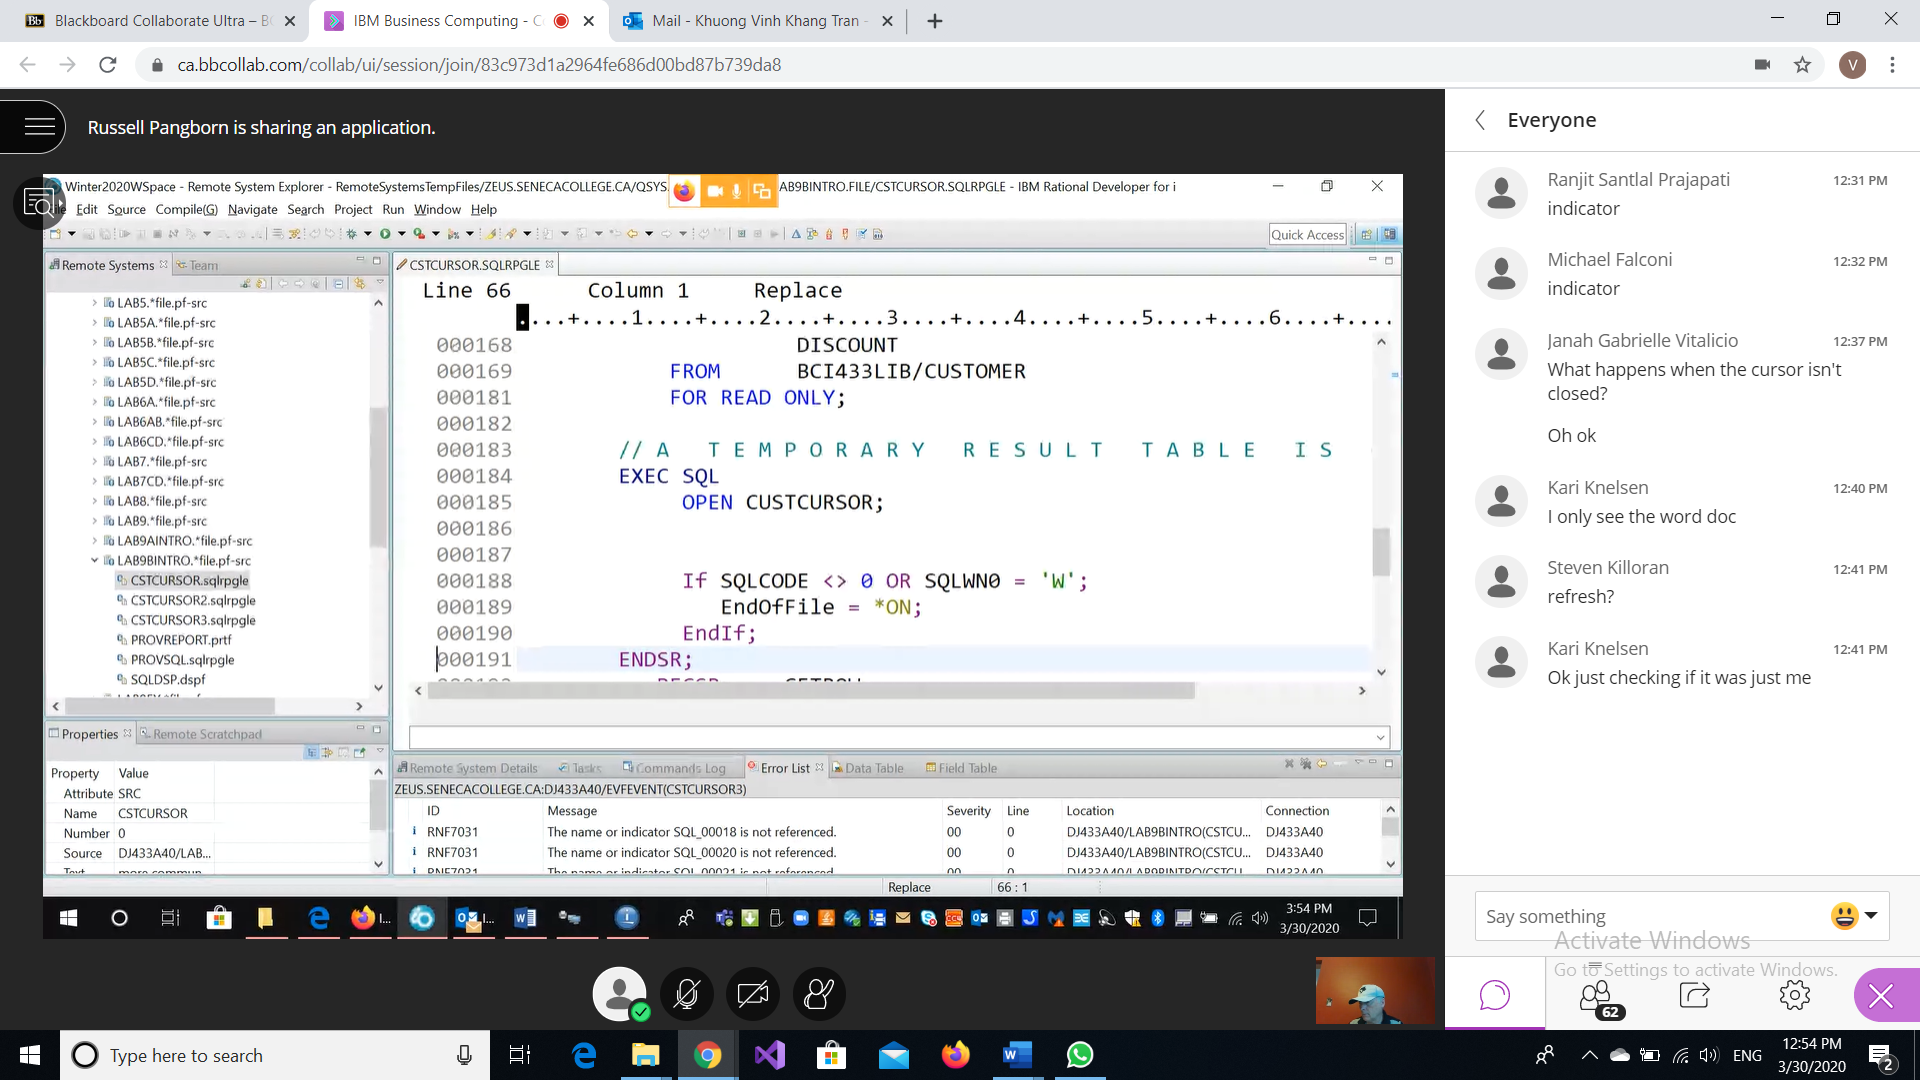 Blackboard Collaborate Ultra – B
IBM Business Computing - C
Mail - Khuong Vinh Khang Tran -
ca.bbcollab.com/collab/ui/session/join/83c973d1a2964fe686d00bd87b739da8
V
Russell Pangborn is sharing an application.
Winter2020WSpace - Remote System Explorer - RemoteSystemsTempFiles/ZEUS.SENECACOLLEGE.CA/QSYS.
AB9BINTRO.FILE/CSTCURSOR.SQLRPGLE - IBM Rational Developer for i
Edit Source Compile(G) Navigate Search Project Run Window Help
Quick Access
Remote Systems
Team
LAB5.*file.pf-src
LAB5A.*file.pf-src
LAB5B.*file.pf-src
LAB5C.*file.pf-src
LAB5D.*file.pf-src
LAB6A.*file.pf-src
LAB6AB.*file.pf-src
LAB6CD.*file.pf-src
LAB7.*file.pf-src
LAB7CD.*file.pf-src
LAB8.*file.pf-src
LAB9.*file.pf-src
LAB9AINTRO.*file.pf-src
LAB9BINTRO.*file.pf-src
CSTCURSOR.sqlrpgle
CSTCURSOR2.sqlrpgle
CSTCURSOR3.sqlrpgle
PROVREPORT.prtf
PROVSQL.sqlrpgle
SQLDSP.dspf
CSTCURSOR.SQLRPGLE
Line 66 Column 1 Replace
....+....1....+....2....+....3....+....4....+....5....+....6....+....
000168 DISCOUNT
000169 FROM BCI433LIB/CUSTOMER
000181 FOR READ ONLY;
000182
000183 // A T E M P O R A R Y R E S U L T T A B L E I S
000184 EXEC SQL
000185 OPEN CUSTCURSOR;
000186
000187
000188 If SQLCODE <> 0 OR SQLWN0 = 'W';
000189 EndOfFile = *ON;
000190 EndIf;
000191 ENDSR;
Properties
Remote Scratchpad
Property Value
Attribute SRC
Name CSTCURSOR
Number 0
Source DJ433A40/LAB...
Remote System Details Tasks Commands Log Error List Data Table Field Table
ZEUS.SENECACOLLEGE.CA:DJ433A40/EVFEVENT(CSTCURSOR3)
ID Message Severity Line Location Connection
RNF7031 The name or indicator SQL_00018 is not referenced. 00 0 DJ433A40/LAB9BINTRO(CSTCU... DJ433A40
RNF7031 The name or indicator SQL_00020 is not referenced. 00 0 DJ433A40/LAB9BINTRO(CSTCU... DJ433A40
RNF7031 The name or indicator SQL_00021 is not referenced. 00 0 DJ433A40/LAB9BINTRO(CSTCU... DJ433A40
Replace 66 : 1
3:54 PM
3/30/2020
Everyone
Ranjit Santlal Prajapati 12:31 PM
indicator
Michael Falconi 12:32 PM
indicator
Janah Gabrielle Vitalicio 12:37 PM
What happens when the cursor isn't
closed?
Oh ok
Kari Knelsen 12:40 PM
I only see the word doc
Steven Killoran 12:41 PM
refresh?
Kari Knelsen 12:41 PM
Ok just checking if it was just me
Say something
Activate Windows
Go to Settings to activate Windows.
62
Type here to search
ENG
12:54 PM
3/30/2020
2